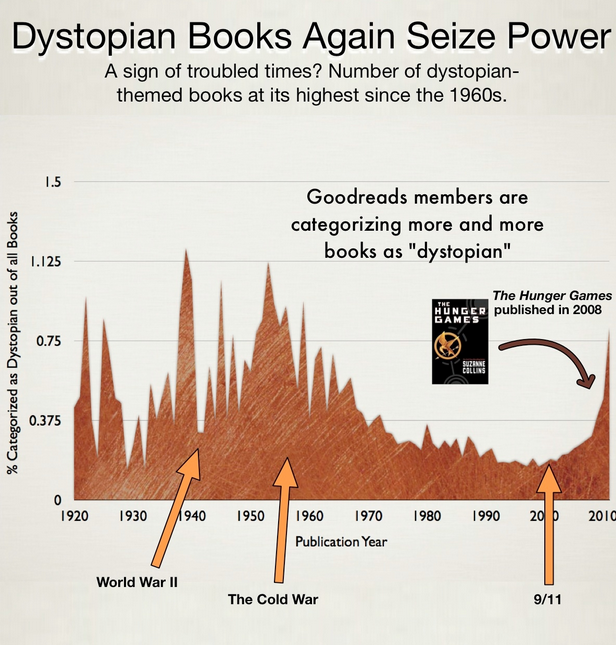 Dystopian Books Again Seize Power
A sign of troubled times? Number of dystopian-
themed books at its highest since the 1960s.
Goodreads members are
categorizing more and more
books as "dystopian"
The Hunger Games
published in 2008
THE
HUNGER
GAMES
SUZANNE
COLLINS
% Categorized as Dystopian out of all Books
1.5
1.125
0.75
0.375
0
1920 1930 1940 1950 1960 1970 1980 1990 2000 2010
Publication Year
World War II
The Cold War
9/11